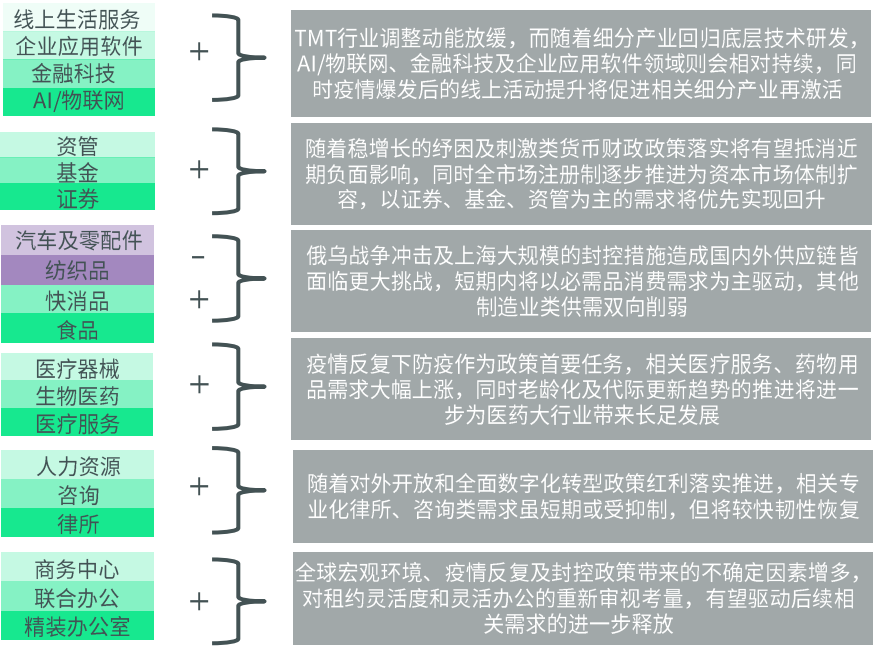 线上生活服务
企业应用软件
金融科技
AI/物联网
+
TMT行业调整动能放缓，而随着细分产业回归底层技术研发，
AI/物联网、金融科技及企业应用软件领域则会相对持续，同
时疫情爆发后的线上活动提升将促进相关细分产业再激活
资管
基金
证券
+
随着稳增长的纾困及刺激类货币财政政策落实将有望抵消近
期负面影响，同时全市场注册制逐步推进为资本市场体制扩
容，以证券、基金、资管为主的需求将优先实现回升
汽车及零配件
纺织品
快消品
食品
−
+
俄乌战争冲击及上海大规模的封控措施造成国内外供应链皆
面临更大挑战，短期内将以必需品消费需求为主驱动，其他
制造业类供需双向削弱
医疗器械
生物医药
医疗服务
+
疫情反复下防疫作为政策首要任务，相关医疗服务、药物用
品需求大幅上涨，同时老龄化及代际更新趋势的推进将进一
步为医药大行业带来长足发展
人力资源
咨询
律所
+
随着对外开放和全面数字化转型政策红利落实推进，相关专
业化律所、咨询类需求虽短期或受抑制，但将较快韧性恢复
商务中心
联合办公
精装办公室
+
全球宏观环境、疫情反复及封控政策带来的不确定因素增多，
对租约灵活度和灵活办公的重新审视考量，有望驱动后续相
关需求的进一步释放